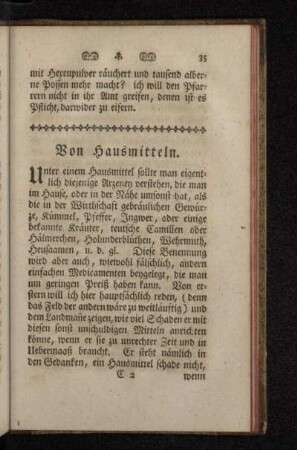 35
mit Hexenpulver räuchert und tausend alber-
ne Possen mehr macht? ich will den Pfar-
rern nicht in ihr Amt greifen, denen ist es
Pflicht, darwider zu eifern.
Von Hausmitteln.
Unter einem Hausmittel sollte man eigent-
lich diejenige Arzeney verstehen, die man
im Hause, oder in der Nähe umsonst hat, als
die in der Wirthschaft gebräulichen Gewür-
ze, Kümmel, Pfeffer, Ingwer, oder einige
bekannte Kräuter, teutsche Camillen oder
Hälmerchen, Holunderblüthen, Wehrmuth,
Heusaamen, u. d. gl. Diese Benennung
wird aber auch, wiewohl fälschlich, andern
einfachen Medicamenten beygelegt, die man
um geringen Preiß haben kann. Von er-
stern will ich hier hauptsächlich reden, (denn
das Feld der andern wäre zu weitläuftig) und
dem Landmanne zeigen, wie viel Schaden er mit
diesen sonst unschuldigen Mitteln anrichten
könne, wenn er sie zu unrechter Zeit und in
Uebermaaß braucht. Er steht nämlich in
den Gedanken, ein Hausmittel schade nicht,
C 2 wenn